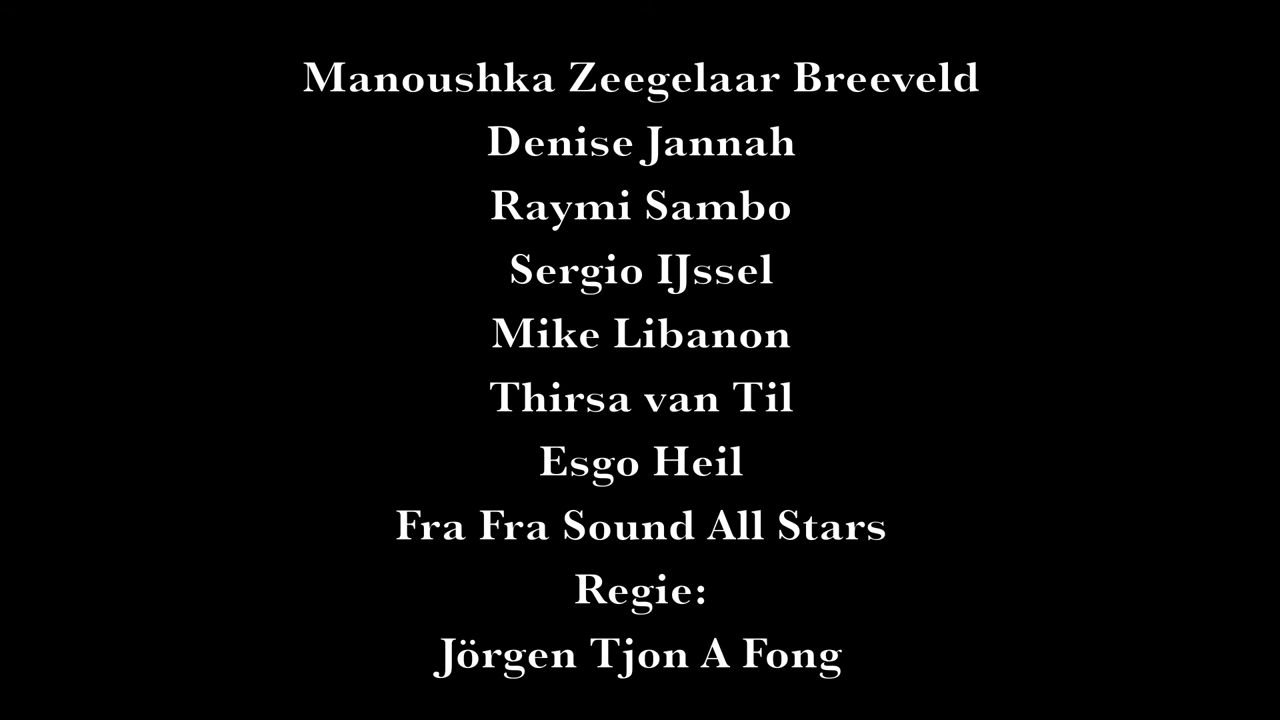 Manoushka Zeegelaar Breeveld
Denise Jannah
Raymi Sambo
Sergio IJssel
Mike Libanon
Thirsa van Til
Esgo Heil
Fra Fra Sound All Stars
Regie:
Jörgen Tjon A Fong